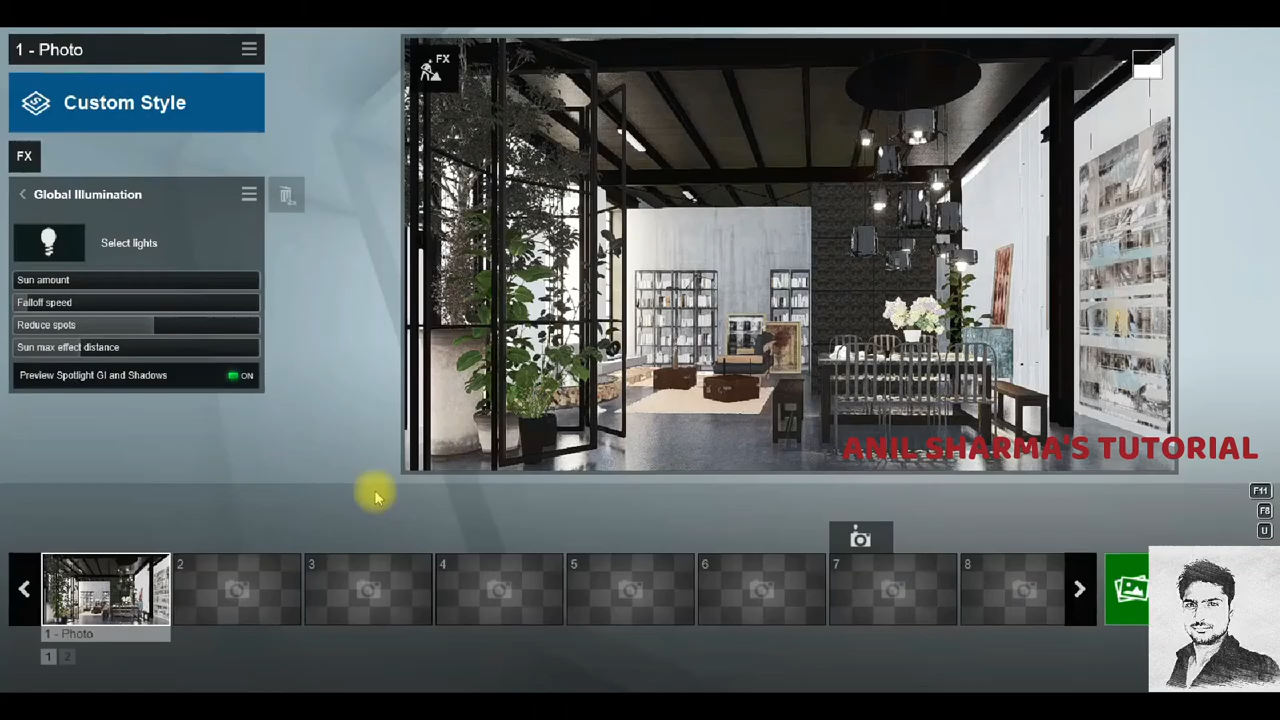 1 - Photo
Custom Style
FX
Global Illumination
Select lights
Sun amount
Falloff speed
Reduce spots
Sun max effect distance
Preview Spotlight GI and Shadows ON
FX
ANIL SHARMA'S TUTORIAL
F11
F8
U
2 3 4 5 6 7 8
1 - Photo
1 2